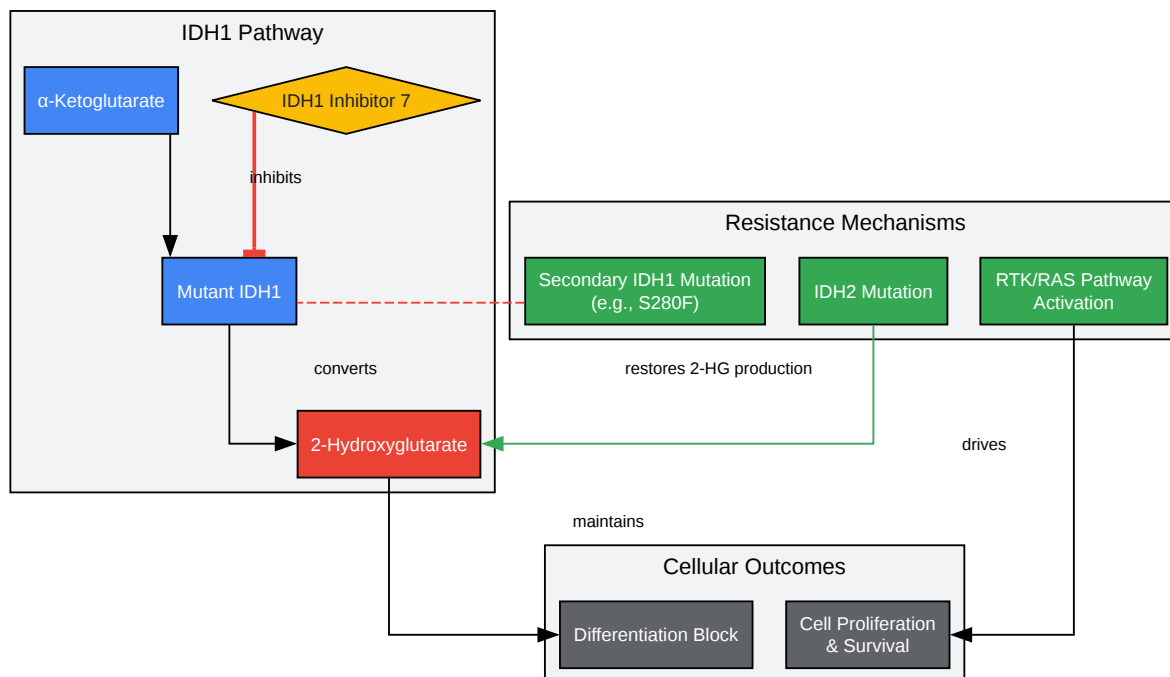 IDH1 Pathway
α-Ketoglutarate
IDH1 Inhibitor 7
inhibits
Mutant IDH1
converts
2-Hydroxyglutarate
Resistance Mechanisms
Secondary IDH1 Mutation
(e.g., S280F)
IDH2 Mutation
RTK/RAS Pathway
Activation
restores 2-HG production
drives
maintains
Cellular Outcomes
Differentiation Block
Cell Proliferation
& Survival